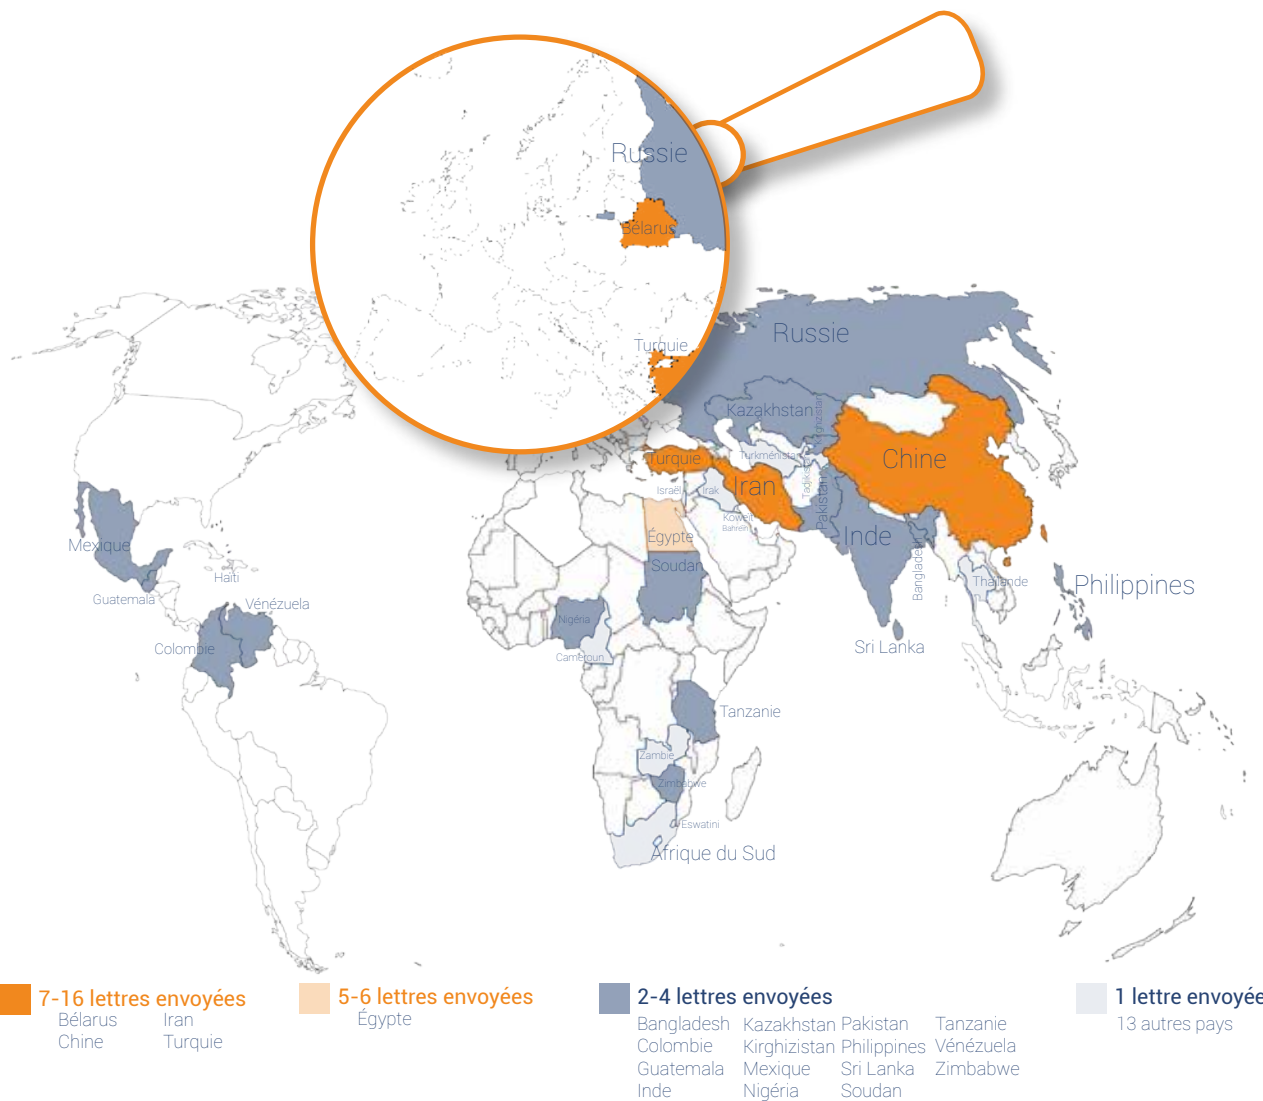 Russie
Bélarus
Turquie
Russie
Kazakhstan
Kirghizistan
Turquie
Turkménistan
Tadjikistan
Chine
Israël
Irak
Iran
Pakistan
Koweït
Bahreïn
Égypte
Inde
Bangladesh
Mexique
Haïti
Soudan
Thaïlande
Philippines
Guatemala
Vénézuela
Nigéria
Colombie
Cameroun
Sri Lanka
Tanzanie
Zambie
Zimbabwe
Eswatini
Afrique du Sud
7-16 lettres envoyées
Bélarus Iran
Chine Turquie
5-6 lettres envoyées
Égypte
2-4 lettres envoyées
Bangladesh Kazakhstan Pakistan Tanzanie
Colombie Kirghizistan Philippines Vénézuela
Guatemala Mexique Sri Lanka Zimbabwe
Inde Nigéria Soudan
1 lettre envoyée
13 autres pays